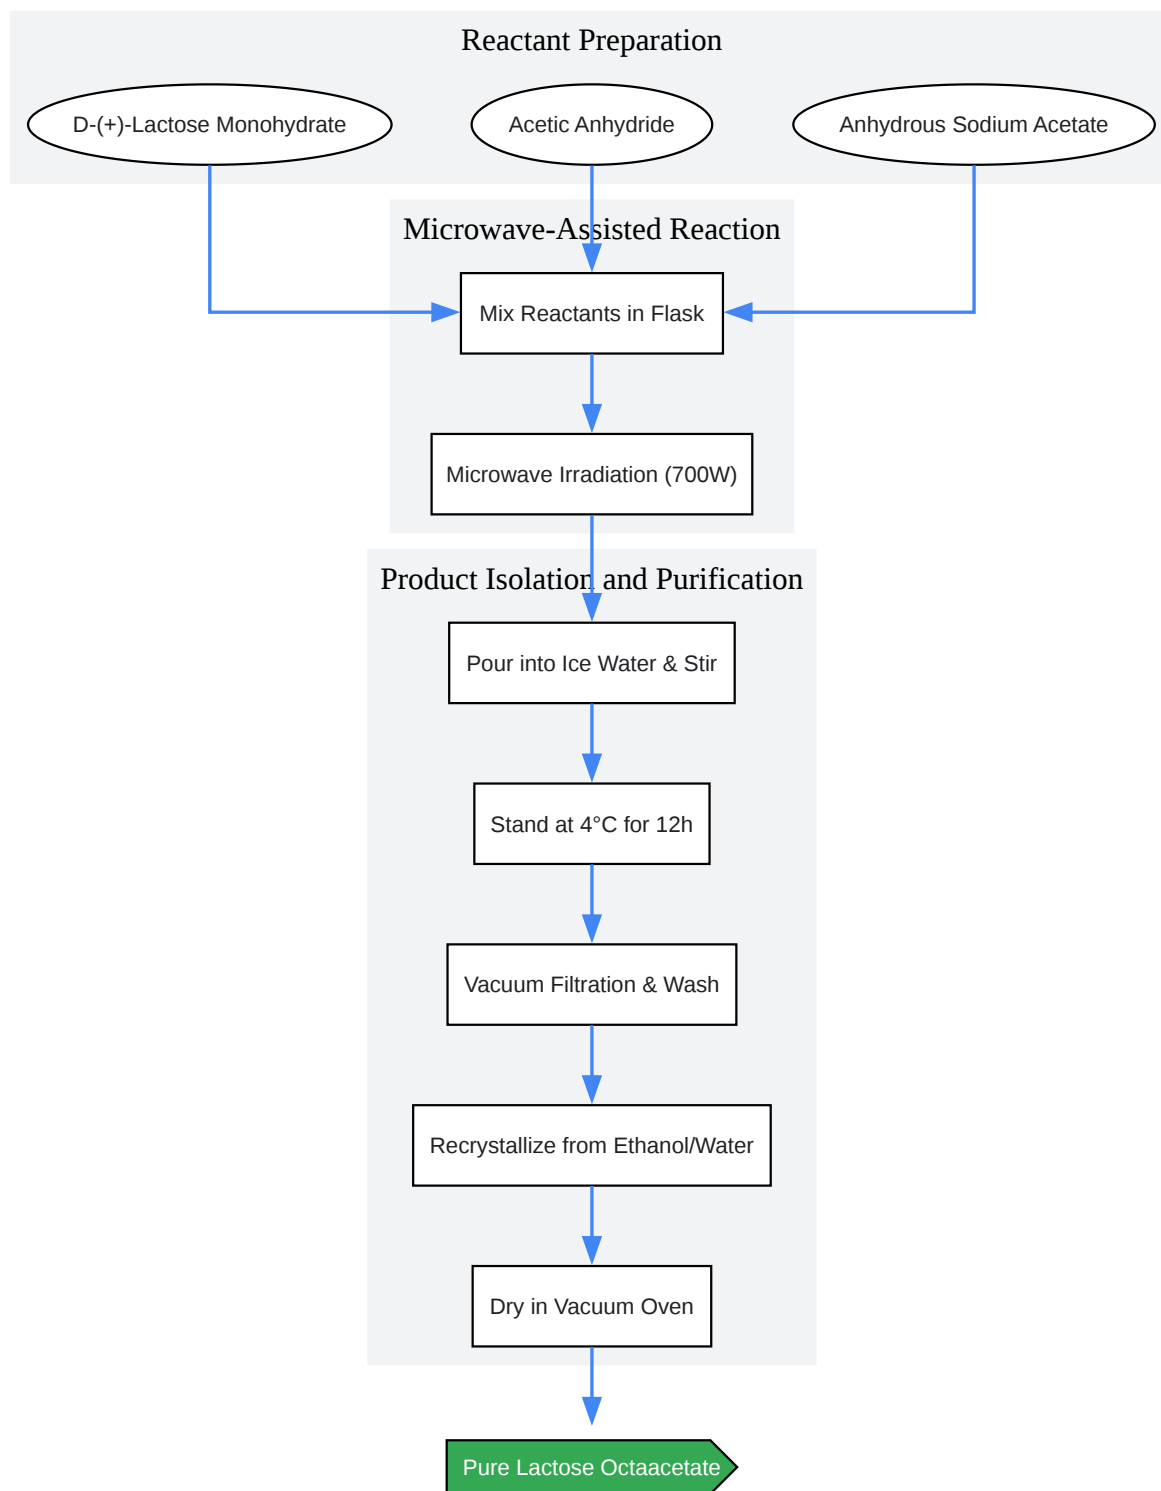 Reactant Preparation
D-(+)-Lactose Monohydrate
Acetic Anhydride
Anhydrous Sodium Acetate
Microwave-Assisted Reaction
Mix Reactants in Flask
Microwave Irradiation (700W)
Product Isolation and Purification
Pour into Ice Water & Stir
Stand at 4°C for 12h
Vacuum Filtration & Wash
Recrystallize from Ethanol/Water
Dry in Vacuum Oven
Pure Lactose Octaacetate